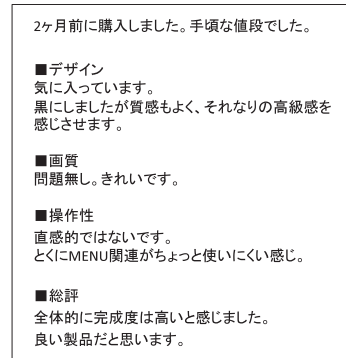 2ヶ月前に購入しました。手頃な値段でした。
■デザイン
気に入っています。
黒にしましたが質感もよく、それなりの高級感を
感じさせます。
■画質
問題無し。きれいです。
■操作性
直感的ではないです。
とくにMENU関連がちょっと使いにくい感じ。
■総評
全体的に完成度は高いと感じました。
良い製品だと思います。